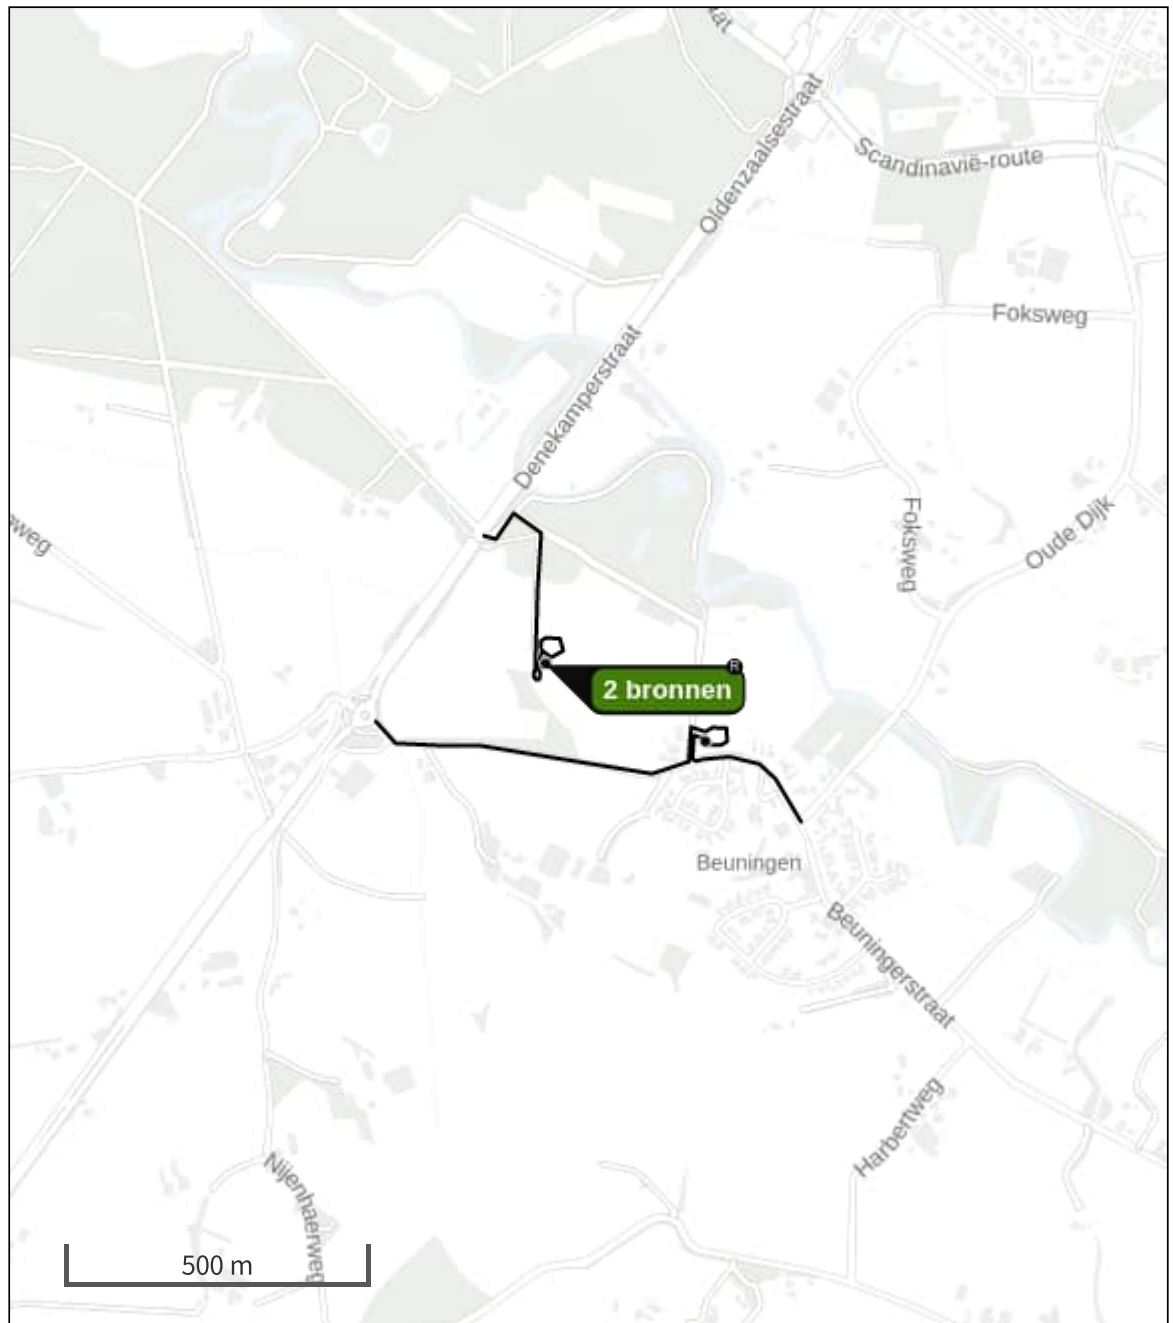 Oldenzaalsestraat
Scandinavië-route
Foksweg
Denekamperstraat
Foksweg
Oude Dijk
2 bronnen
R
Beuningen
Beuningerstraat
Harbertweg
Nijenhaerweg
500 m